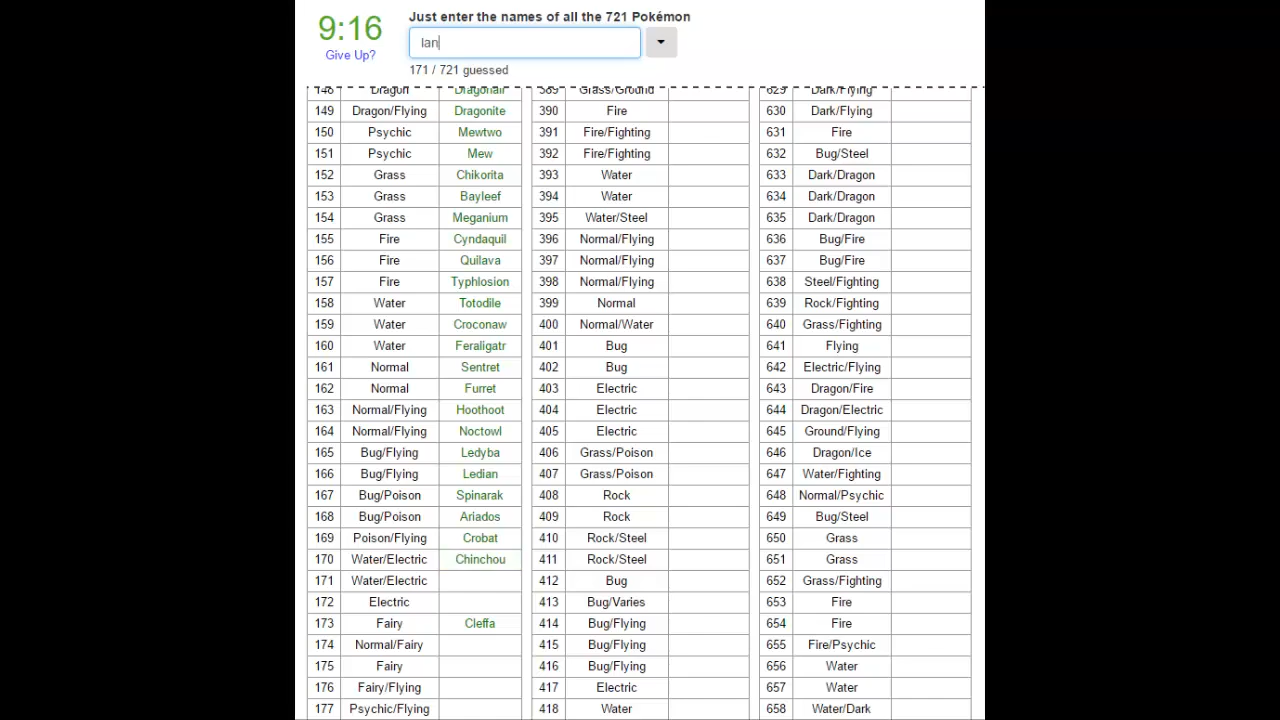 9:16
Give Up?
Just enter the names of all the 721 Pokémon
lan
171 / 721 guessed
148 Dragon Dragonair 389 Grass/Ground 629 Dark/Flying
149 Dragon/Flying Dragonite 390 Fire 630 Dark/Flying
150 Psychic Mewtwo 391 Fire/Fighting 631 Fire
151 Psychic Mew 392 Fire/Fighting 632 Bug/Steel
152 Grass Chikorita 393 Water 633 Dark/Dragon
153 Grass Bayleef 394 Water 634 Dark/Dragon
154 Grass Meganium 395 Water/Steel 635 Dark/Dragon
155 Fire Cyndaquil 396 Normal/Flying 636 Bug/Fire
156 Fire Quilava 397 Normal/Flying 637 Bug/Fire
157 Fire Typhlosion 398 Normal/Flying 638 Steel/Fighting
158 Water Totodile 399 Normal 639 Rock/Fighting
159 Water Croconaw 400 Normal/Water 640 Grass/Fighting
160 Water Feraligatr 401 Bug 641 Flying
161 Normal Sentret 402 Bug 642 Electric/Flying
162 Normal Furret 403 Electric 643 Dragon/Fire
163 Normal/Flying Hoothoot 404 Electric 644 Dragon/Electric
164 Normal/Flying Noctowl 405 Electric 645 Ground/Flying
165 Bug/Flying Ledyba 406 Grass/Poison 646 Dragon/Ice
166 Bug/Flying Ledian 407 Grass/Poison 647 Water/Fighting
167 Bug/Poison Spinarak 408 Rock 648 Normal/Psychic
168 Bug/Poison Ariados 409 Rock 649 Bug/Steel
169 Poison/Flying Crobat 410 Rock/Steel 650 Grass
170 Water/Electric Chinchou 411 Rock/Steel 651 Grass
171 Water/Electric 412 Bug 652 Grass/Fighting
172 Electric 413 Bug/Varies 653 Fire
173 Fairy Cleffa 414 Bug/Flying 654 Fire
174 Normal/Fairy 415 Bug/Flying 655 Fire/Psychic
175 Fairy 416 Bug/Flying 656 Water
176 Fairy/Flying 417 Electric 657 Water
177 Psychic/Flying 418 Water 658 Water/Dark